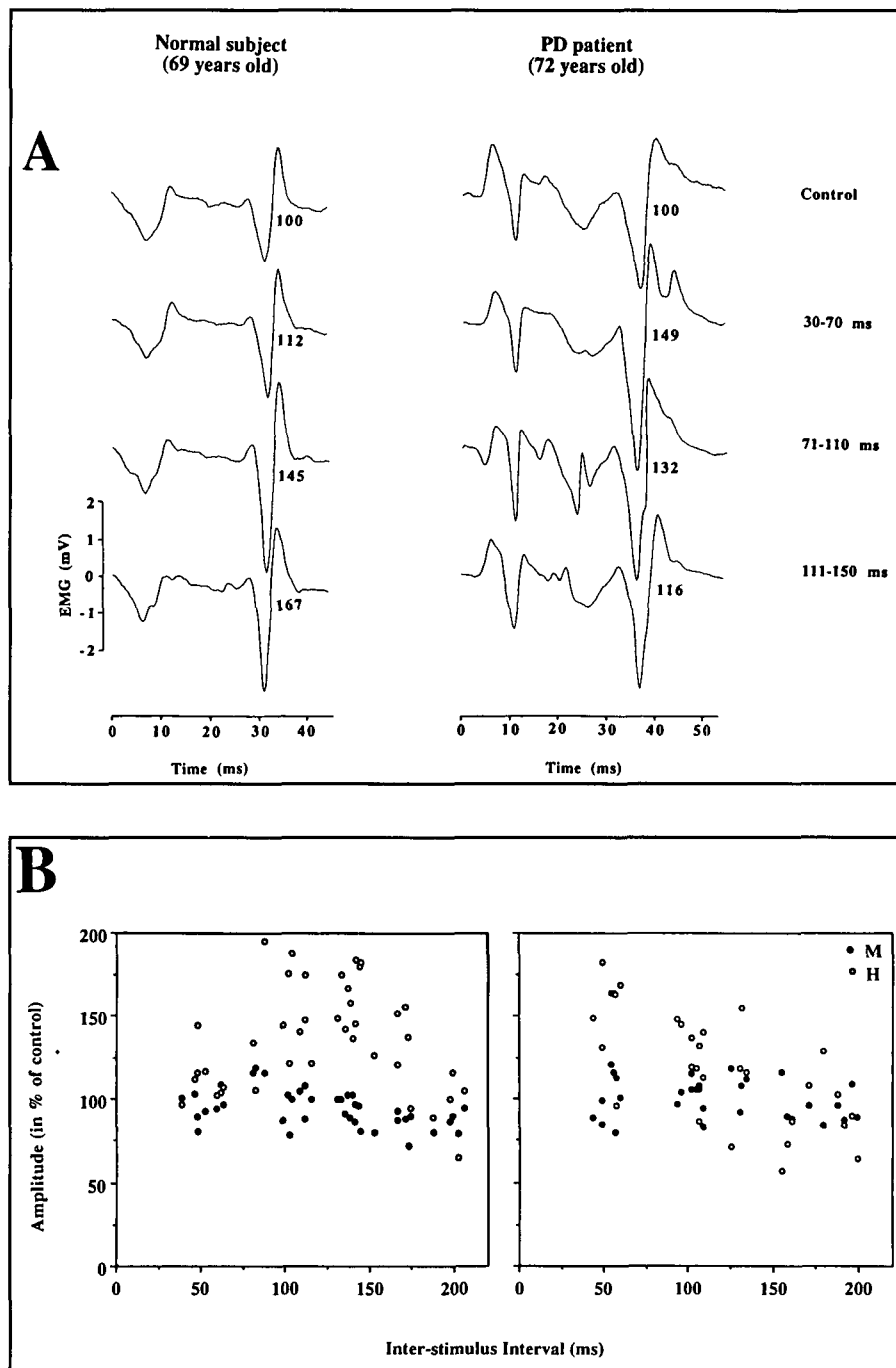 Normal subject
(69 years old)
PD patient
(72 years old)
A
100
100
Control
112
149
30-70 ms
145
132
71-110 ms
2
1
0
-1
-2
EMG (mV)
167
116
111-150 ms
0 10 20 30 40
0 10 20 30 40 50
Time (ms)
Time (ms)
B
200
150
100
50
0
Amplitude (in % of control)
M
H
0 50 100 150 200
0 50 100 150 200
Inter-stimulus Interval (ms)